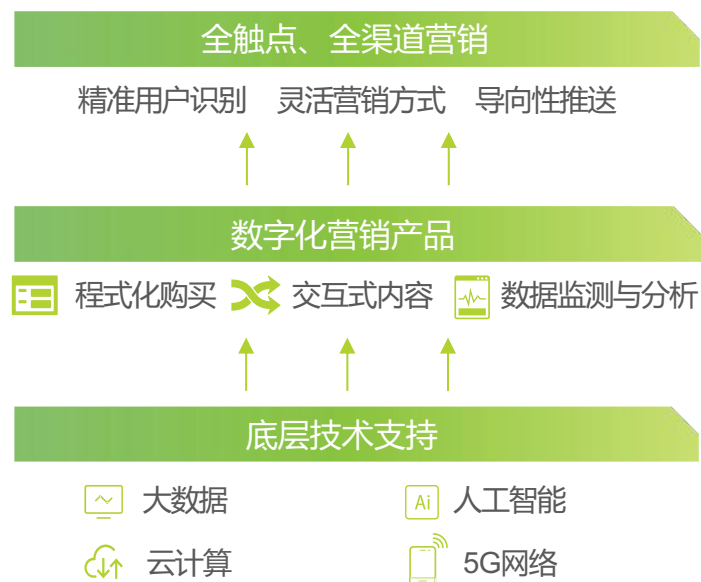 全触点、全渠道营销
精准用户识别 灵活营销方式 导向性推送
数字化营销产品
程式化购买 交互式内容 数据监测与分析
底层技术支持
大数据 Ai 人工智能
云计算 5G网络